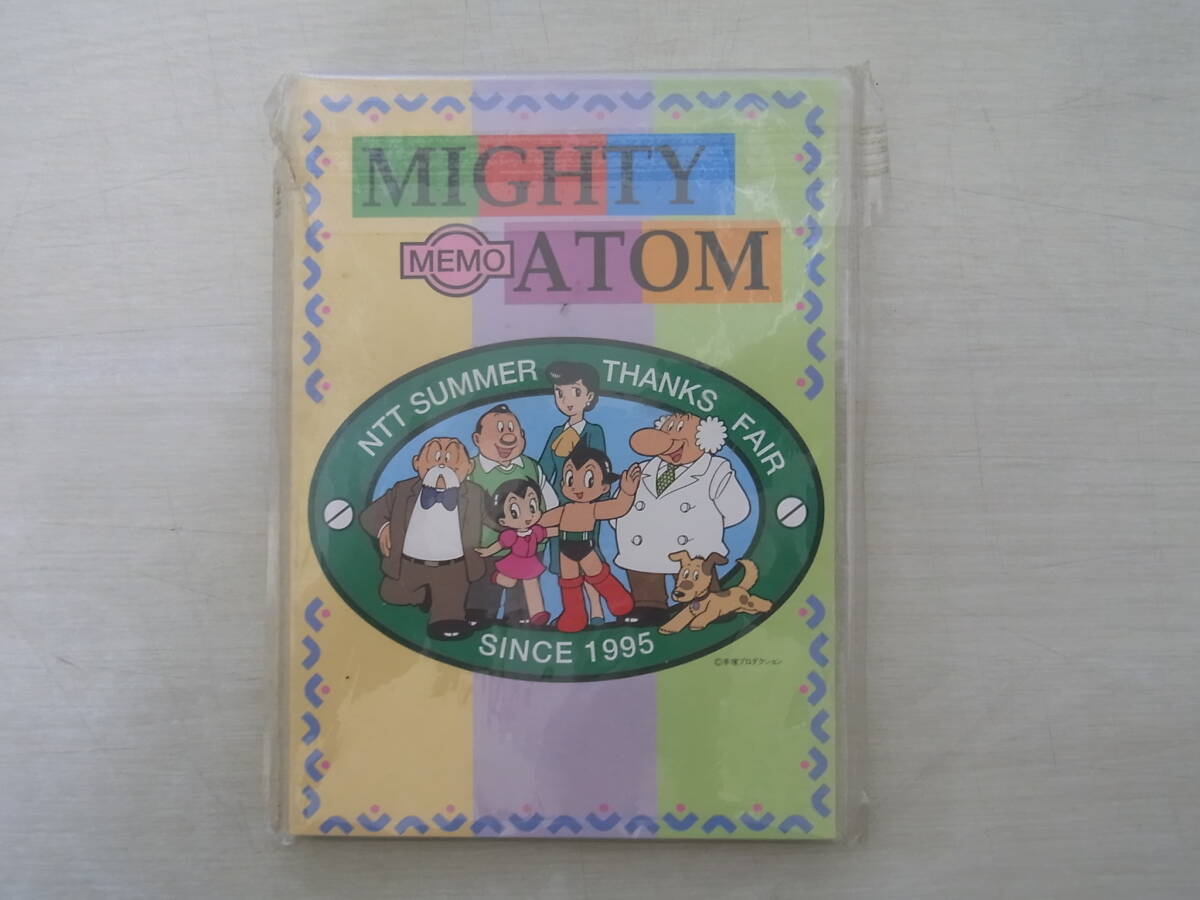 MIGHTY
MEMO ATOM
NTT SUMMER THANKS FAIR
SINCE 1995
©手塚プロダクション